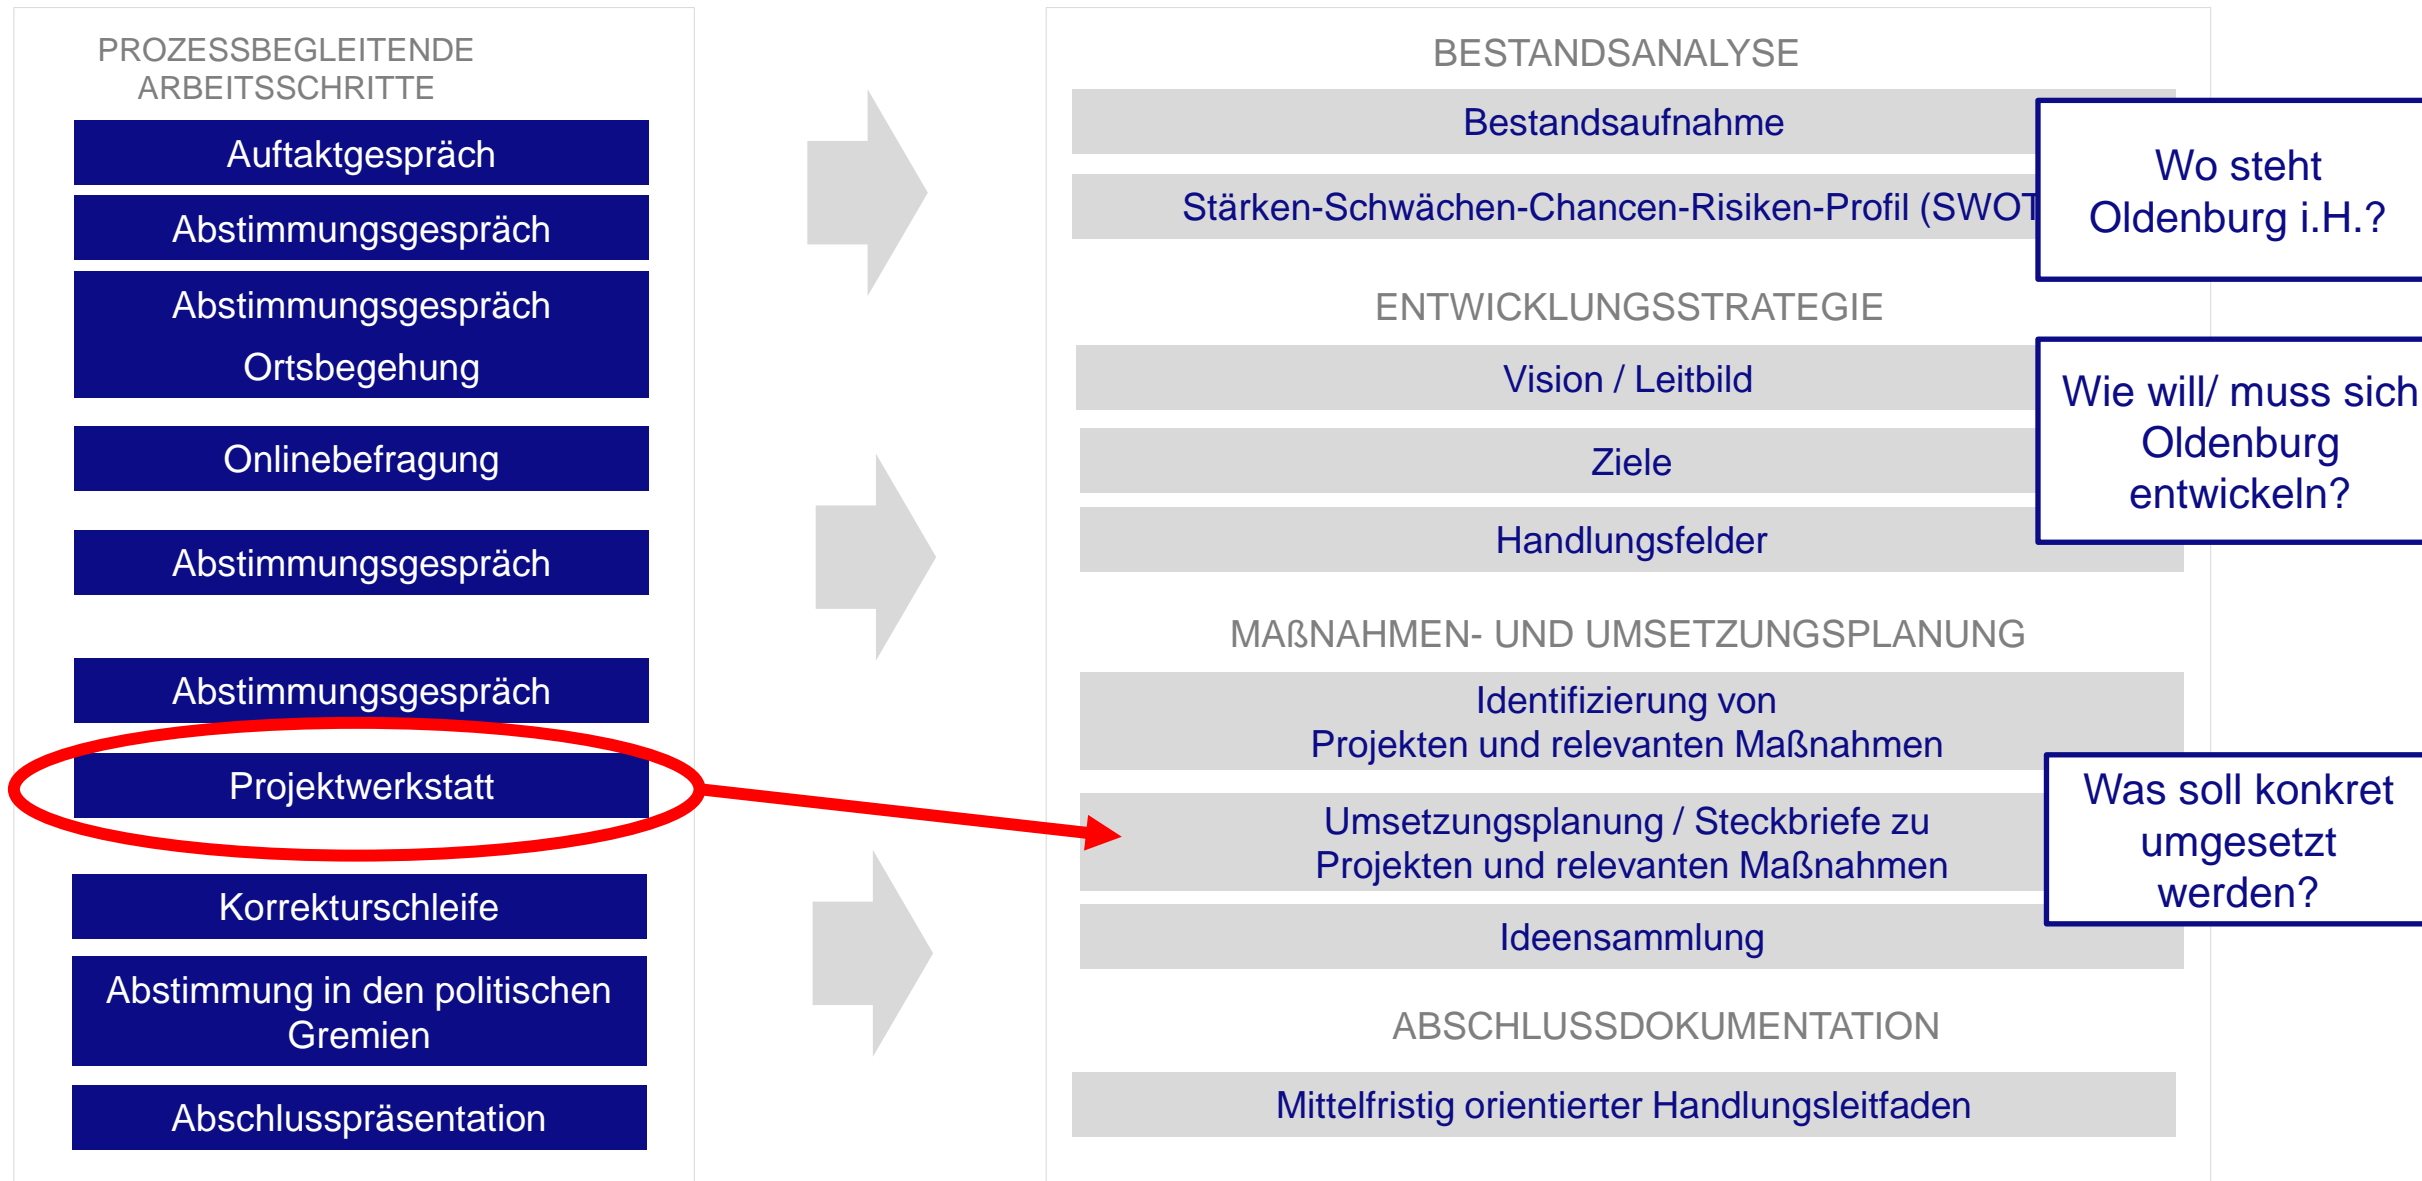 PROZESSBEGLEITENDE
ARBEITSSCHRITTE
Auftaktgespräch
Abstimmungsgespräch
Abstimmungsgespräch
Ortsbegehung
Onlinebefragung
Abstimmungsgespräch
Abstimmungsgespräch
Projektwerkstatt
Korrekturschleife
Abstimmung in den politischen
Gremien
Abschlusspräsentation
BESTANDSANALYSE
Bestandsaufnahme
Stärken-Schwächen-Chancen-Risiken-Profil (SWOT
Wo steht
Oldenburg i.H.?
ENTWICKLUNGSSTRATEGIE
Vision / Leitbild
Ziele
Handlungsfelder
Wie will/ muss sich
Oldenburg
entwickeln?
MAßNAHMEN- UND UMSETZUNGSPLANUNG
Identifizierung von
Projekten und relevanten Maßnahmen
Umsetzungsplanung / Steckbriefe zu
Projekten und relevanten Maßnahmen
Ideensammlung
Was soll konkret
umgesetzt
werden?
ABSCHLUSSDOKUMENTATION
Mittelfristig orientierter Handlungsleitfaden